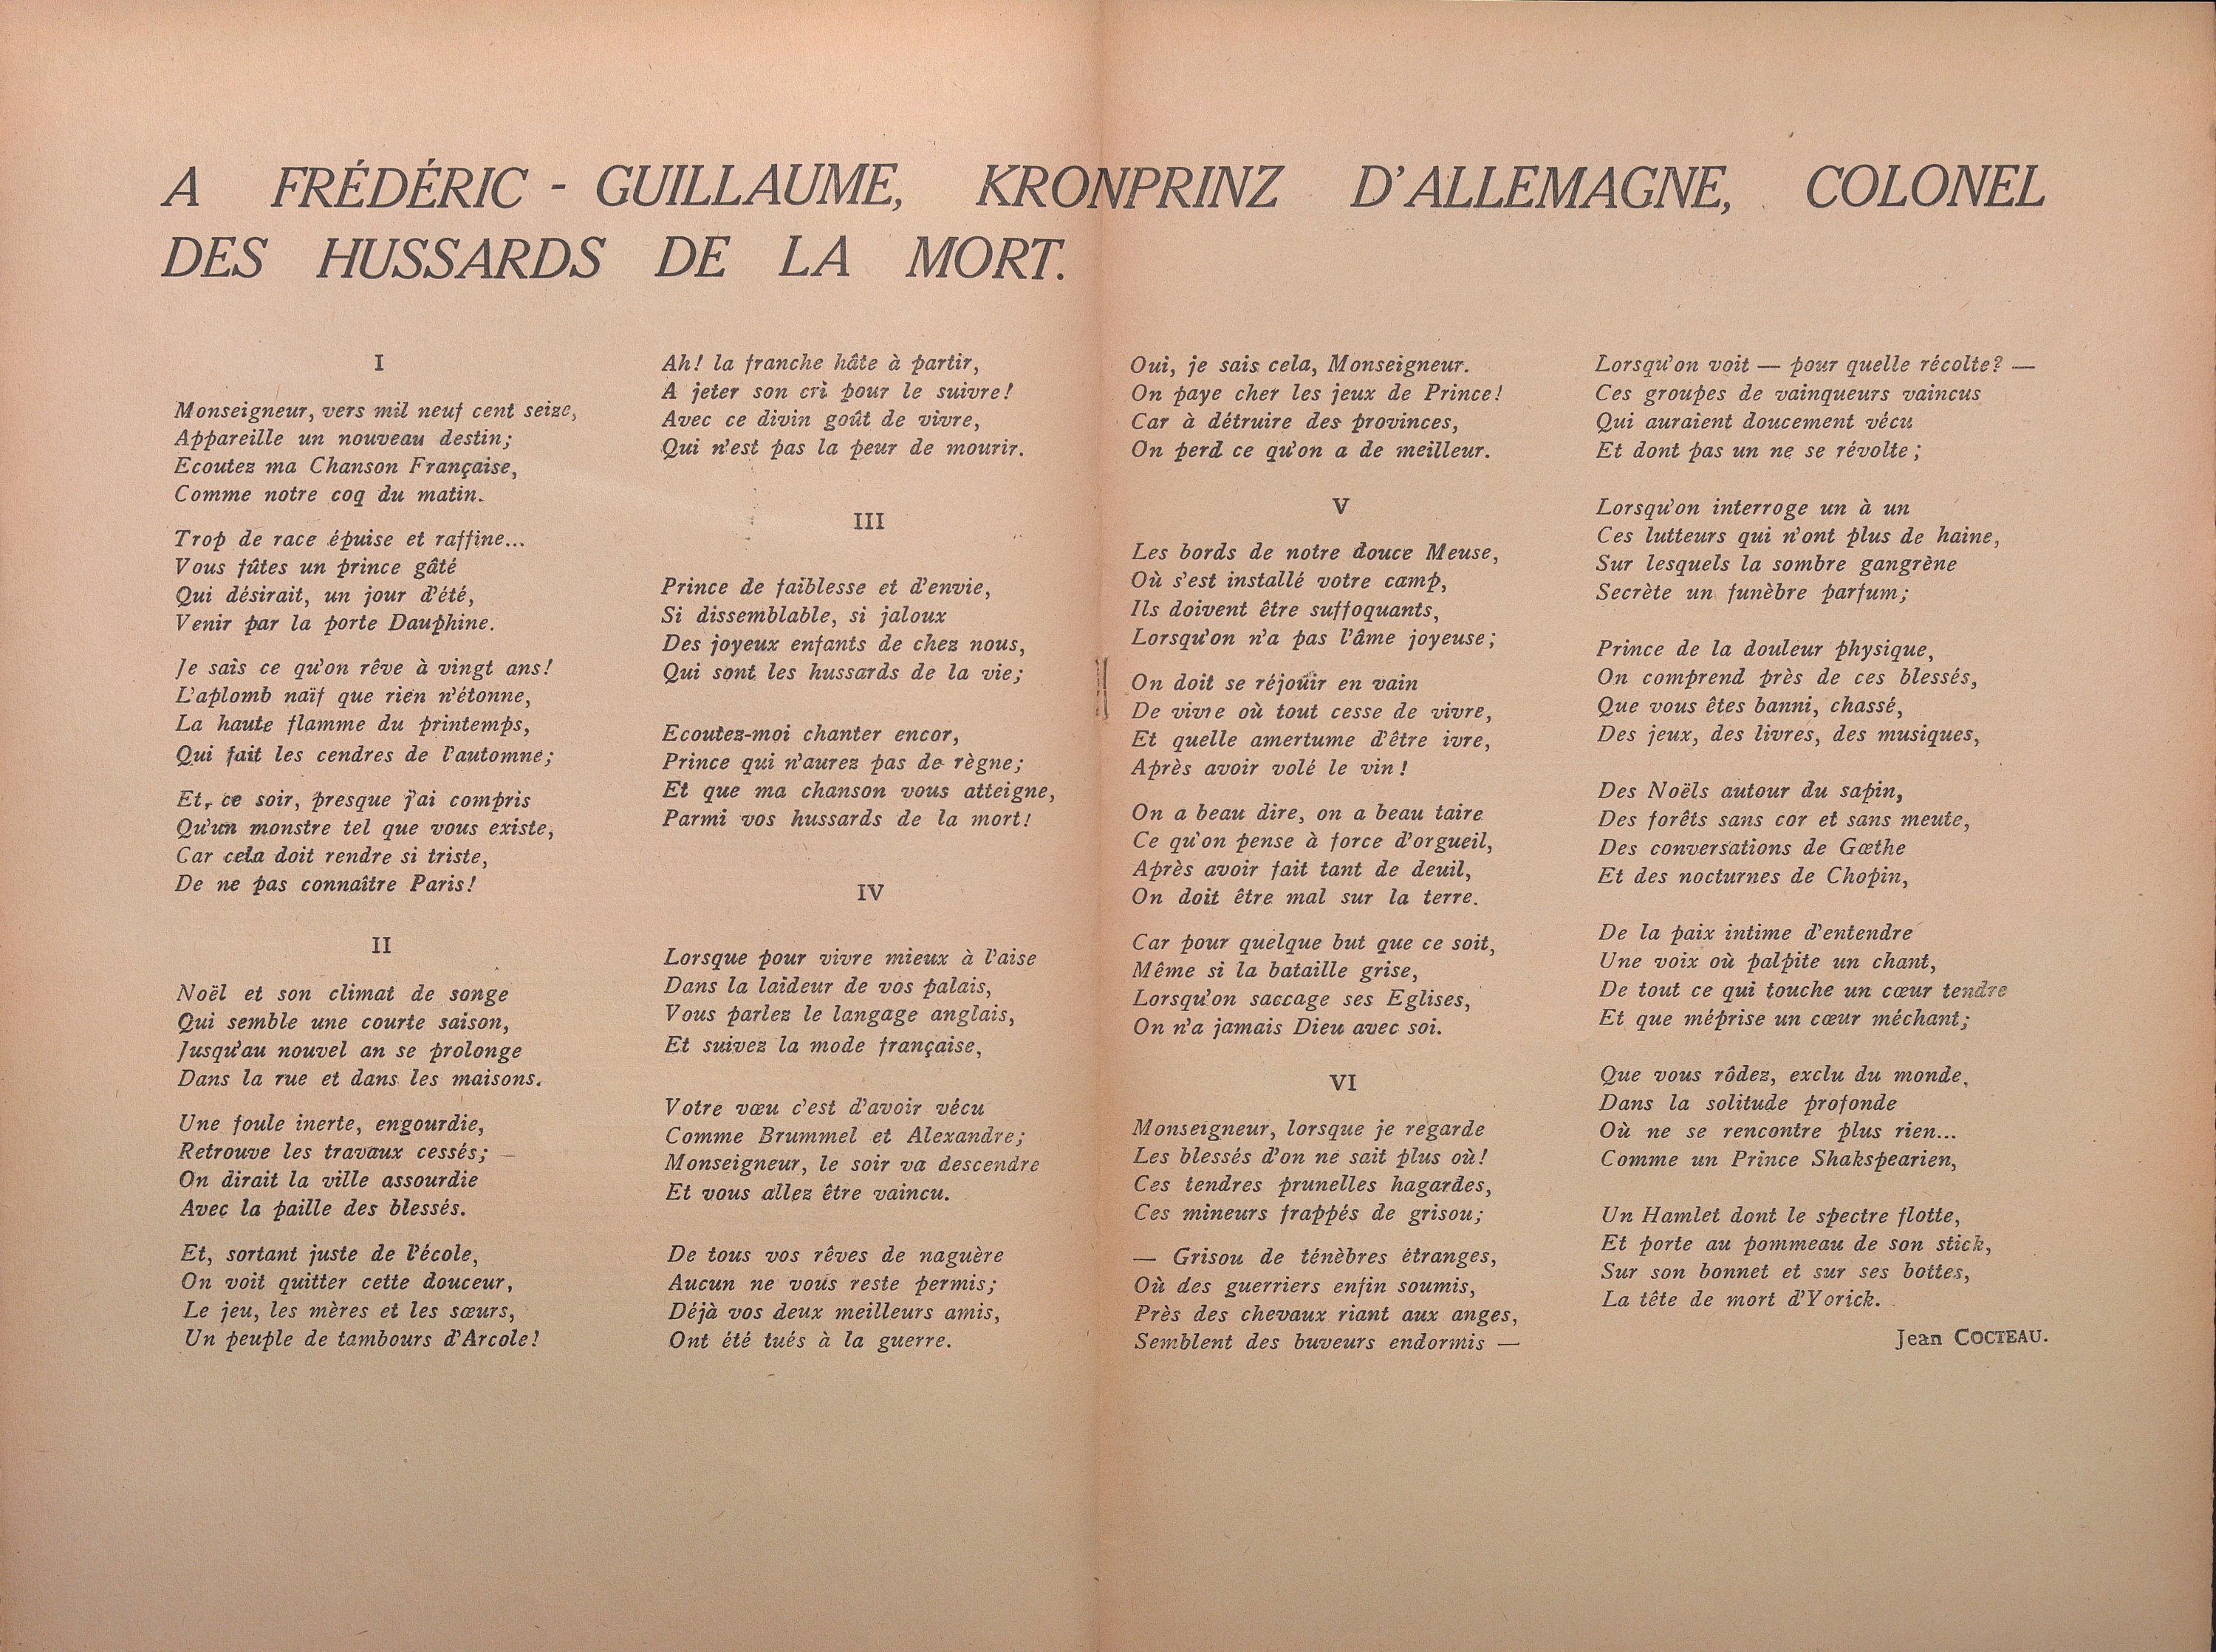 A FRÉDÉRIC - GUILLAUME, KRONPRINZ D'ALLEMAGNE, COLONEL
DES HUSSARDS DE LA MORT.
I
Monseigneur, vers mil neuf cent seize,
Appareille un nouveau destin;
Ecoutez ma Chanson Française,
Comme notre coq du matin.
Trop de race épuise et raffine...
Vous fûtes un prince gâté
Qui désirait, un jour d'été,
Venir par la porte Dauphine.
Je sais ce qu'on rêve à vingt ans!
L'aplomb naïf que rien n'étonne,
La haute flamme du printemps,
Qui fait les cendres de l'automne;
Et, ce soir, presque j'ai compris
Qu'un monstre tel que vous existe,
Car cela doit rendre si triste,
De ne pas connaître Paris!
II
Noël et son climat de songe
Qui semble une courte saison,
Jusqu'au nouvel an se prolonge
Dans la rue et dans les maisons.
Une foule inerte, engourdie,
Retrouve les travaux cessés; —
On dirait la ville assourdie
Avec la paille des blessés.
Et, sortant juste de l'école,
On voit quitter cette douceur,
Le jeu, les mères et les sœurs,
Un peuple de tambours d'Arcole!
Ah! la franche hâte à partir,
A jeter son cri pour le suivre!
Avec ce divin goût de vivre,
Qui n'est pas la peur de mourir.
III
Prince de faiblesse et d'envie,
Si dissemblable, si jaloux
Des joyeux enfants de chez nous,
Qui sont les hussards de la vie;
Ecoutez-moi chanter encor,
Prince qui n'aurez pas de règne;
Et que ma chanson vous atteigne,
Parmi vos hussards de la mort!
IV
Lorsque pour vivre mieux à l'aise
Dans la laideur de vos palais,
Vous parlez le langage anglais,
Et suivez la mode française,
Votre vœu c'est d'avoir vécu
Comme Brummel et Alexandre;
Monseigneur, le soir va descendre
Et vous allez être vaincu.
De tous vos rêves de naguère
Aucun ne vous reste permis;
Déjà vos deux meilleurs amis,
Ont été tués à la guerre.
Oui, je sais cela, Monseigneur.
On paye cher les jeux de Prince!
Car à détruire des provinces,
On perd ce qu'on a de meilleur.
V
Les bords de notre douce Meuse,
Où s'est installé votre camp,
Ils doivent être suffoquants,
Lorsqu'on n'a pas l'âme joyeuse;
On doit se réjouir en vain
De vivre où tout cesse de vivre,
Et quelle amertume d'être ivre,
Après avoir volé le vin!
On a beau dire, on a beau taire
Ce qu'on pense à force d'orgueil,
Après avoir fait tant de deuil,
On doit être mal sur la terre.
Car pour quelque but que ce soit,
Même si la bataille grise,
Lorsqu'on saccage ses Eglises,
On n'a jamais Dieu avec soi.
VI
Monseigneur, lorsque je regarde
Les blessés d'on ne sait plus où!
Ces tendres prunelles hagardes,
Ces mineurs frappés de grisou;
— Grisou de ténèbres étranges,
Où des guerriers enfin soumis,
Près des chevaux riant aux anges,
Semblent des buveurs endormis —
Lorsqu'on voit — pour quelle récolte? —
Ces groupes de vainqueurs vaincus
Qui auraient doucement vécu
Et dont pas un ne se révolte;
Lorsqu'on interroge un à un
Ces lutteurs qui n'ont plus de haine,
Sur lesquels la sombre gangrène
Secrète un funèbre parfum;
Prince de la douleur physique,
On comprend près de ces blessés,
Que vous êtes banni, chassé,
Des jeux, des livres, des musiques,
Des Noëls autour du sapin,
Des forêts sans cor et sans meute,
Des conversations de Gœthe
Et des nocturnes de Chopin,
De la paix intime d'entendre
Une voix où palpite un chant,
De tout ce qui touche un cœur tendre
Et que méprise un cœur méchant;
Que vous rôdez, exclu du monde,
Dans la solitude profonde
Où ne se rencontre plus rien...
Comme un Prince Shakspearien,
Un Hamlet dont le spectre flotte,
Et porte au pommeau de son stick,
Sur son bonnet et sur ses bottes,
La tête de mort d'Yorick.
Jean COCTEAU.